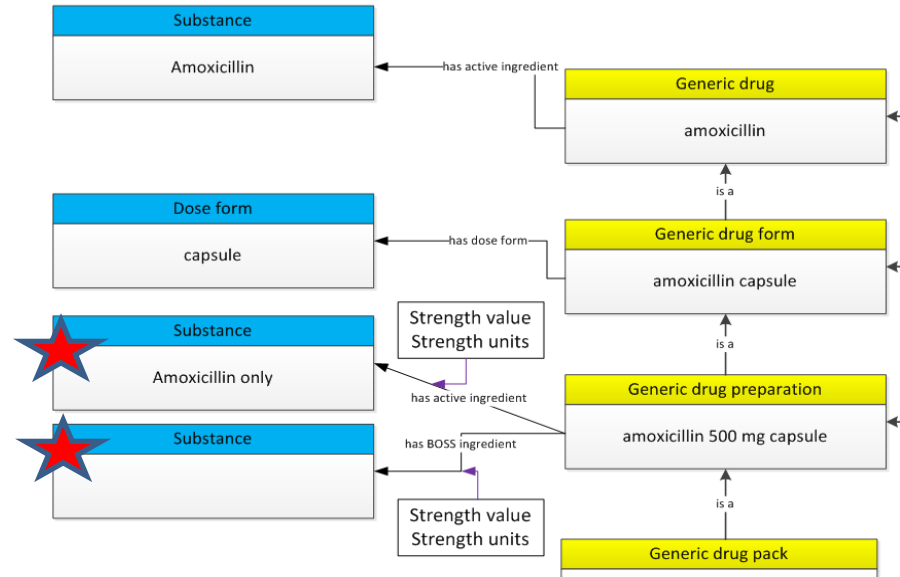 Substance
Amoxicillin
has active ingredient
Generic drug
amoxicillin
is a
Dose form
capsule
has dose form
Generic drug form
amoxicillin capsule
is a
Substance
Amoxicillin only
Strength value
Strength units
has active ingredient
Generic drug preparation
amoxicillin 500 mg capsule
Substance
has BOSS ingredient
Strength value
Strength units
is a
Generic drug pack